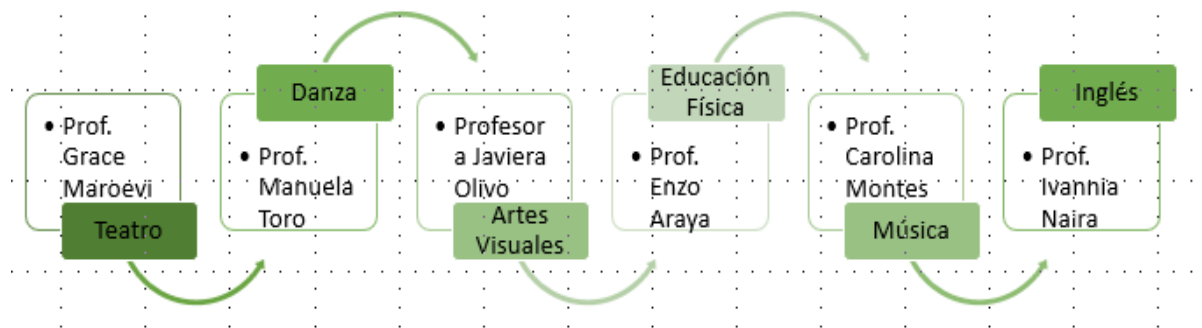 • Prof.
Grace
Maroevi
Teatro
Danza
• Prof.
Manuela
Toro
• Profesor
a Javiera
Olivo
Artes
Visuales
Educación
Física
• Prof.
Enzo
Araya
• Prof.
Carolina
Montes
Música
Inglés
• Prof.
Ivannia
Naira